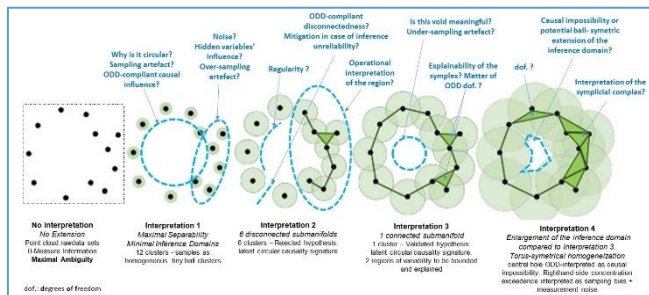 Why is it circular?
Sampling artefact?
ODD-compliant causal
influence?
Noise?
Hidden variables'
influence?
Over-sampling
artefact?
ODD-compliant
disconnectedness?
Mitigation in case of inference
unreliability?
Regularity ?
Operational
interpretation of
the region?
Is this void meaningful?
Under-sampling artefact?
Explainability of the
symplex? Matter of
ODD dof. ?
Causal impossibility or
potential ball- symetric
extension of the
inference domain?
dof. ?
Interpretation of the
symplicial complex?
No Interpretation
No Extension
Point cloud rawdata sets
0-Measure Information
Maximal Ambiguity
Interpretation 1
Maximal Separability
Minimal Inference Domains
12 clusters - samples as
homogeneous tiny ball clusters
Interpretation 2
6 disconnected submanifolds
6 clusters – Rejected hypothesis:
latent circular causality signature
Interpretation 3
1 connected submanifold
1 cluster – Validated hypothesis:
latent circular causality signature;
2 regions of variability to be bounded
and explained
Interpretation 4
Enlargement of the inference domain
compared to Interpretation 3.
Torus-symetrical homogeneization
central hole ODD-interpreted as causal
impossibility. Righthand-side concentration
exceedence interpreted as sampling bias +
measurement noise
dof.: degrees of freedom